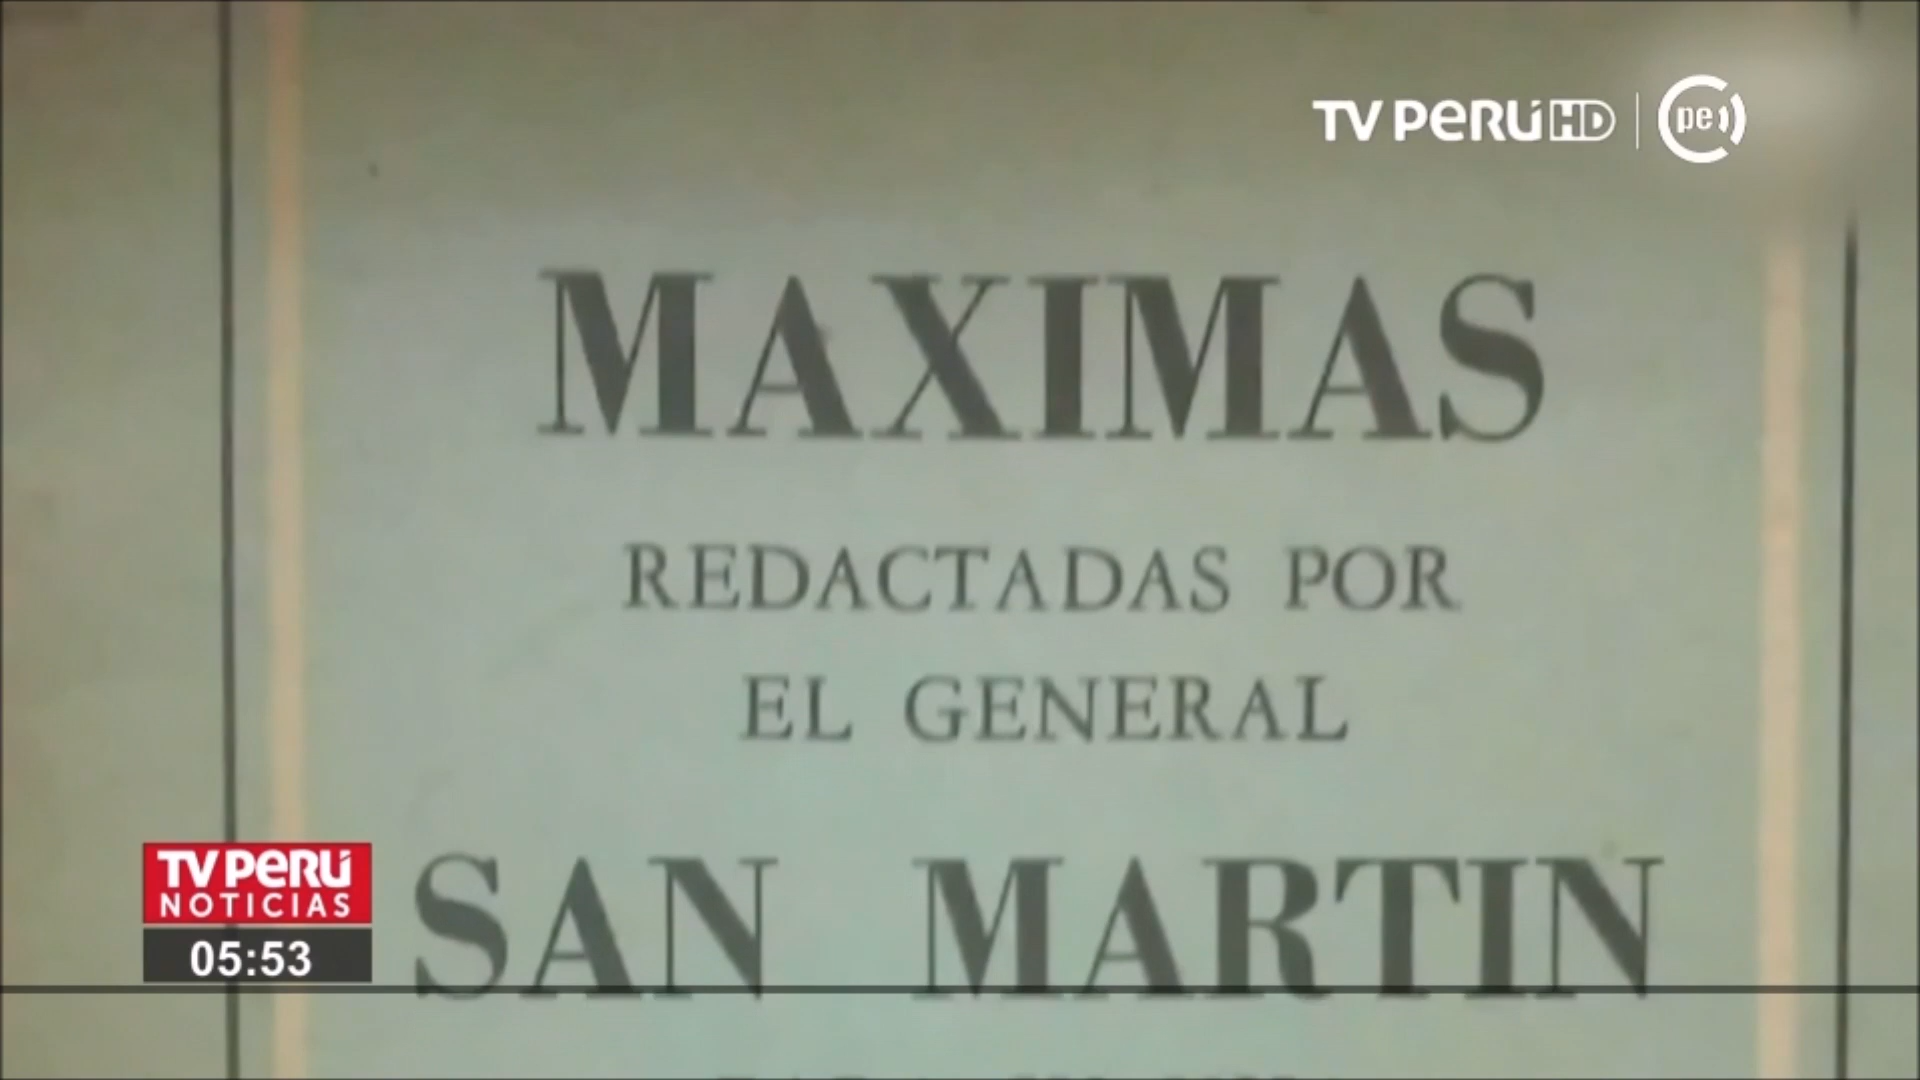 TV PERÚ HD
pe
MAXIMAS
REDACTADAS POR
EL GENERAL
SAN MARTIN
TV PERÚ
NOTICIAS
05:53